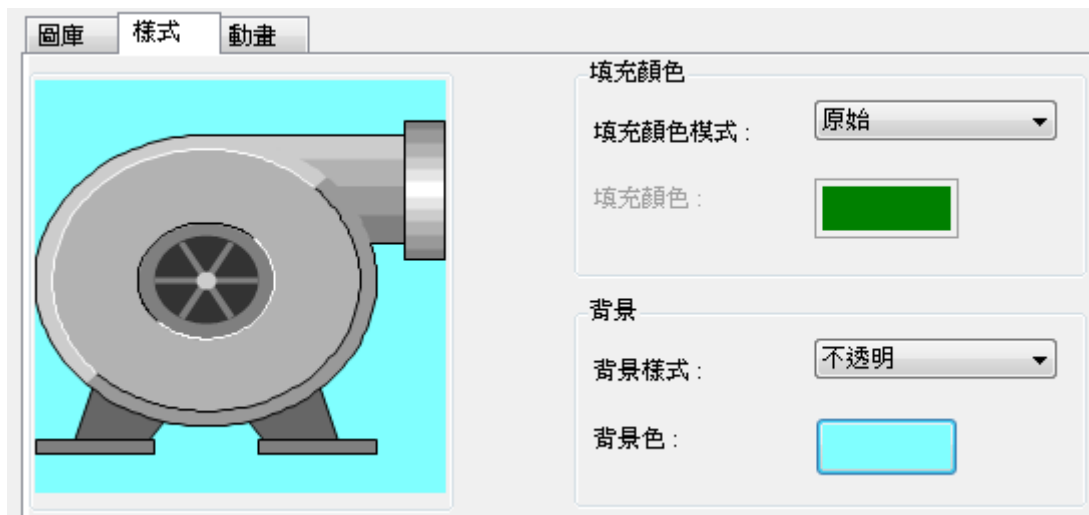 圖庫 樣式 動畫
填充顏色
填充顏色模式 : 原始
填充顏色 :
背景
背景樣式 : 不透明
背景色 :